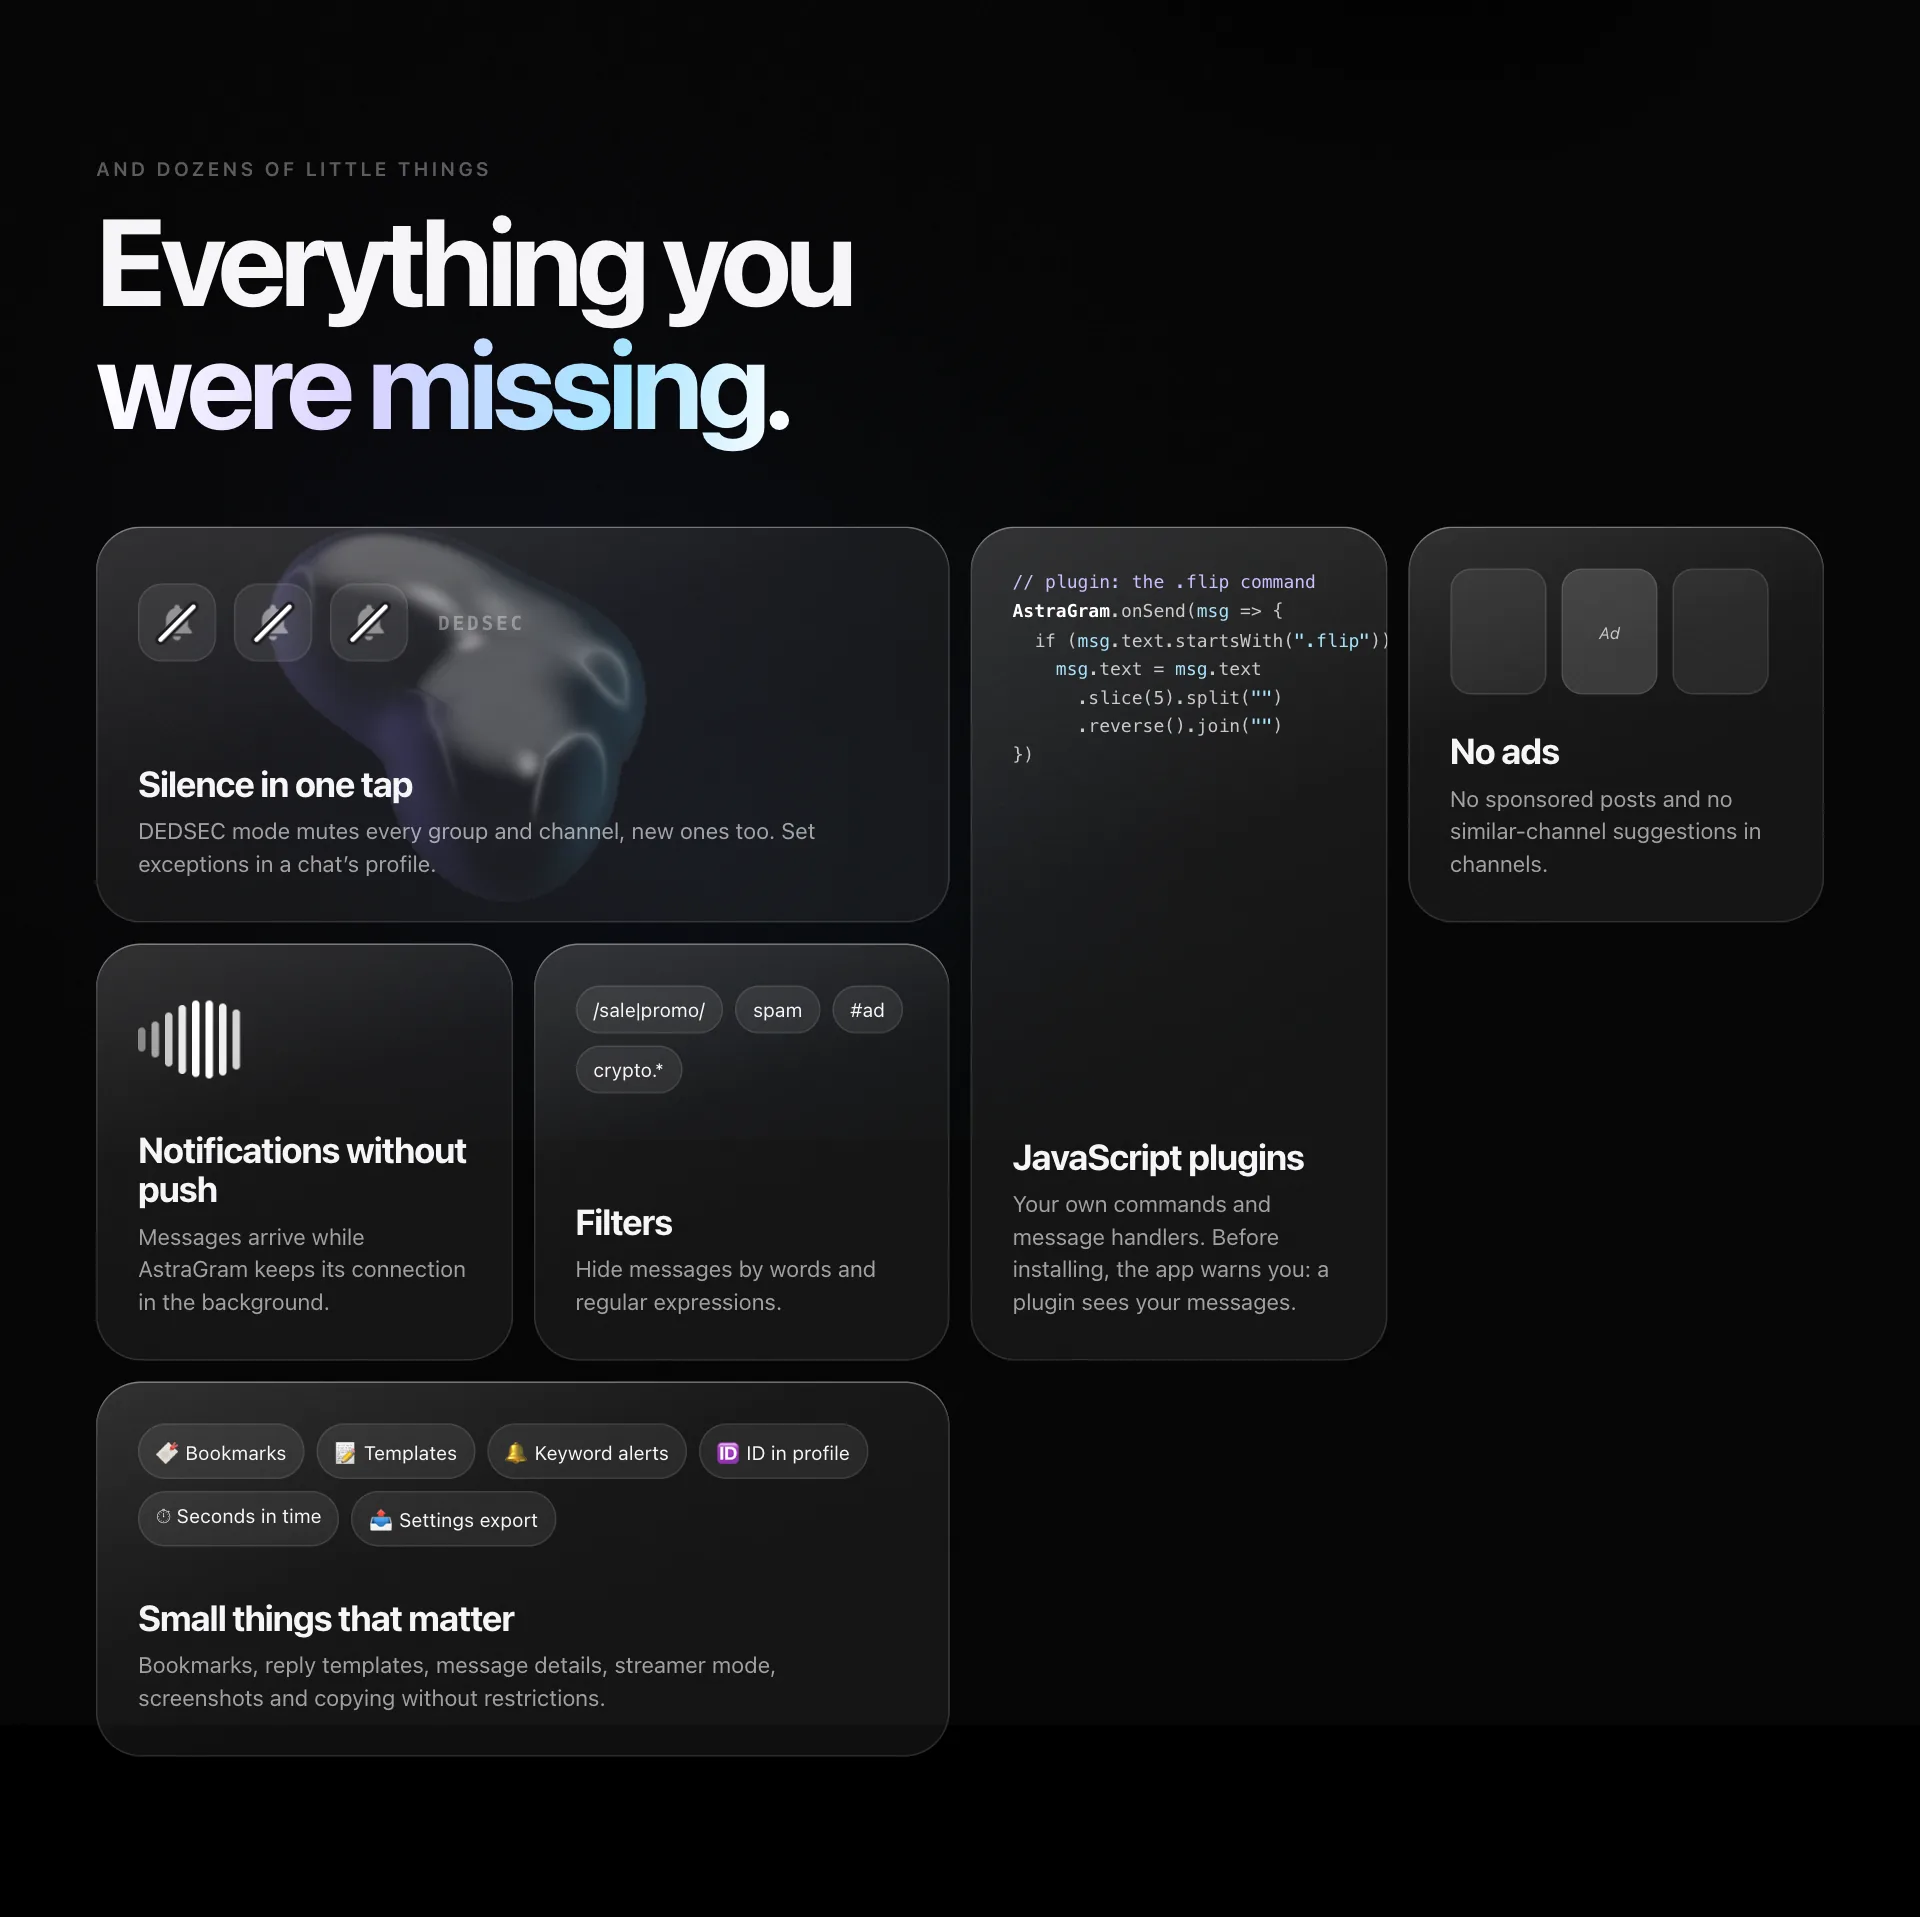 AND DOZENS OF LITTLE THINGS
Everything you
were missing.
DEDSEC
Silence in one tap
DEDSEC mode mutes every group and channel, new ones too. Set
exceptions in a chat’s profile.
// plugin: the .flip command
AstraGram.onSend(msg => {
  if (msg.text.startsWith(".flip"))
    msg.text = msg.text
      .slice(5).split("")
      .reverse().join("")
})
JavaScript plugins
Your own commands and
message handlers. Before
installing, the app warns you: a
plugin sees your messages.
Ad
No ads
No sponsored posts and no
similar-channel suggestions in
channels.
Notifications without
push
Messages arrive while
AstraGram keeps its connection
in the background.
/sale|promo/ spam #ad
crypto.*
Filters
Hide messages by words and
regular expressions.
🔖 Bookmarks 📝 Templates 🔔 Keyword alerts 🆔 ID in profile
⏱ Seconds in time 📤 Settings export
Small things that matter
Bookmarks, reply templates, message details, streamer mode,
screenshots and copying without restrictions.